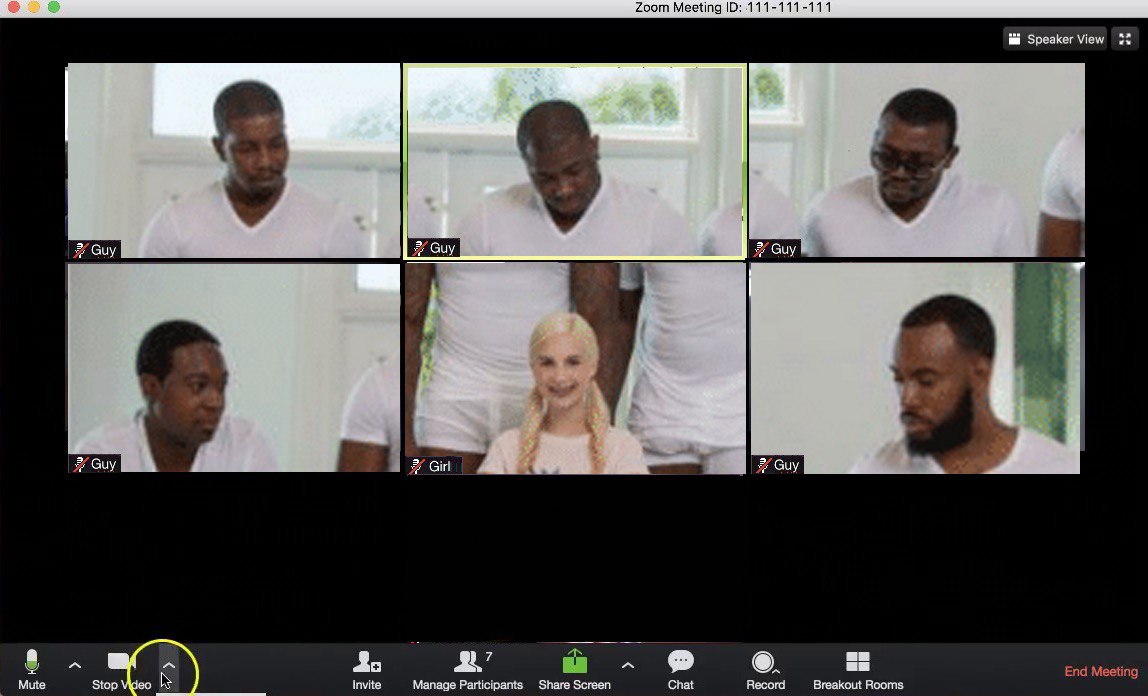 Zoom Meeting ID: 111-111-111
Speaker View
Guy
Guy
Guy
Guy
Girl
Guy
7
Mute
Stop Video
Invite
Manage Participants
Share Screen
Chat
Record
Breakout Rooms
End Meeting